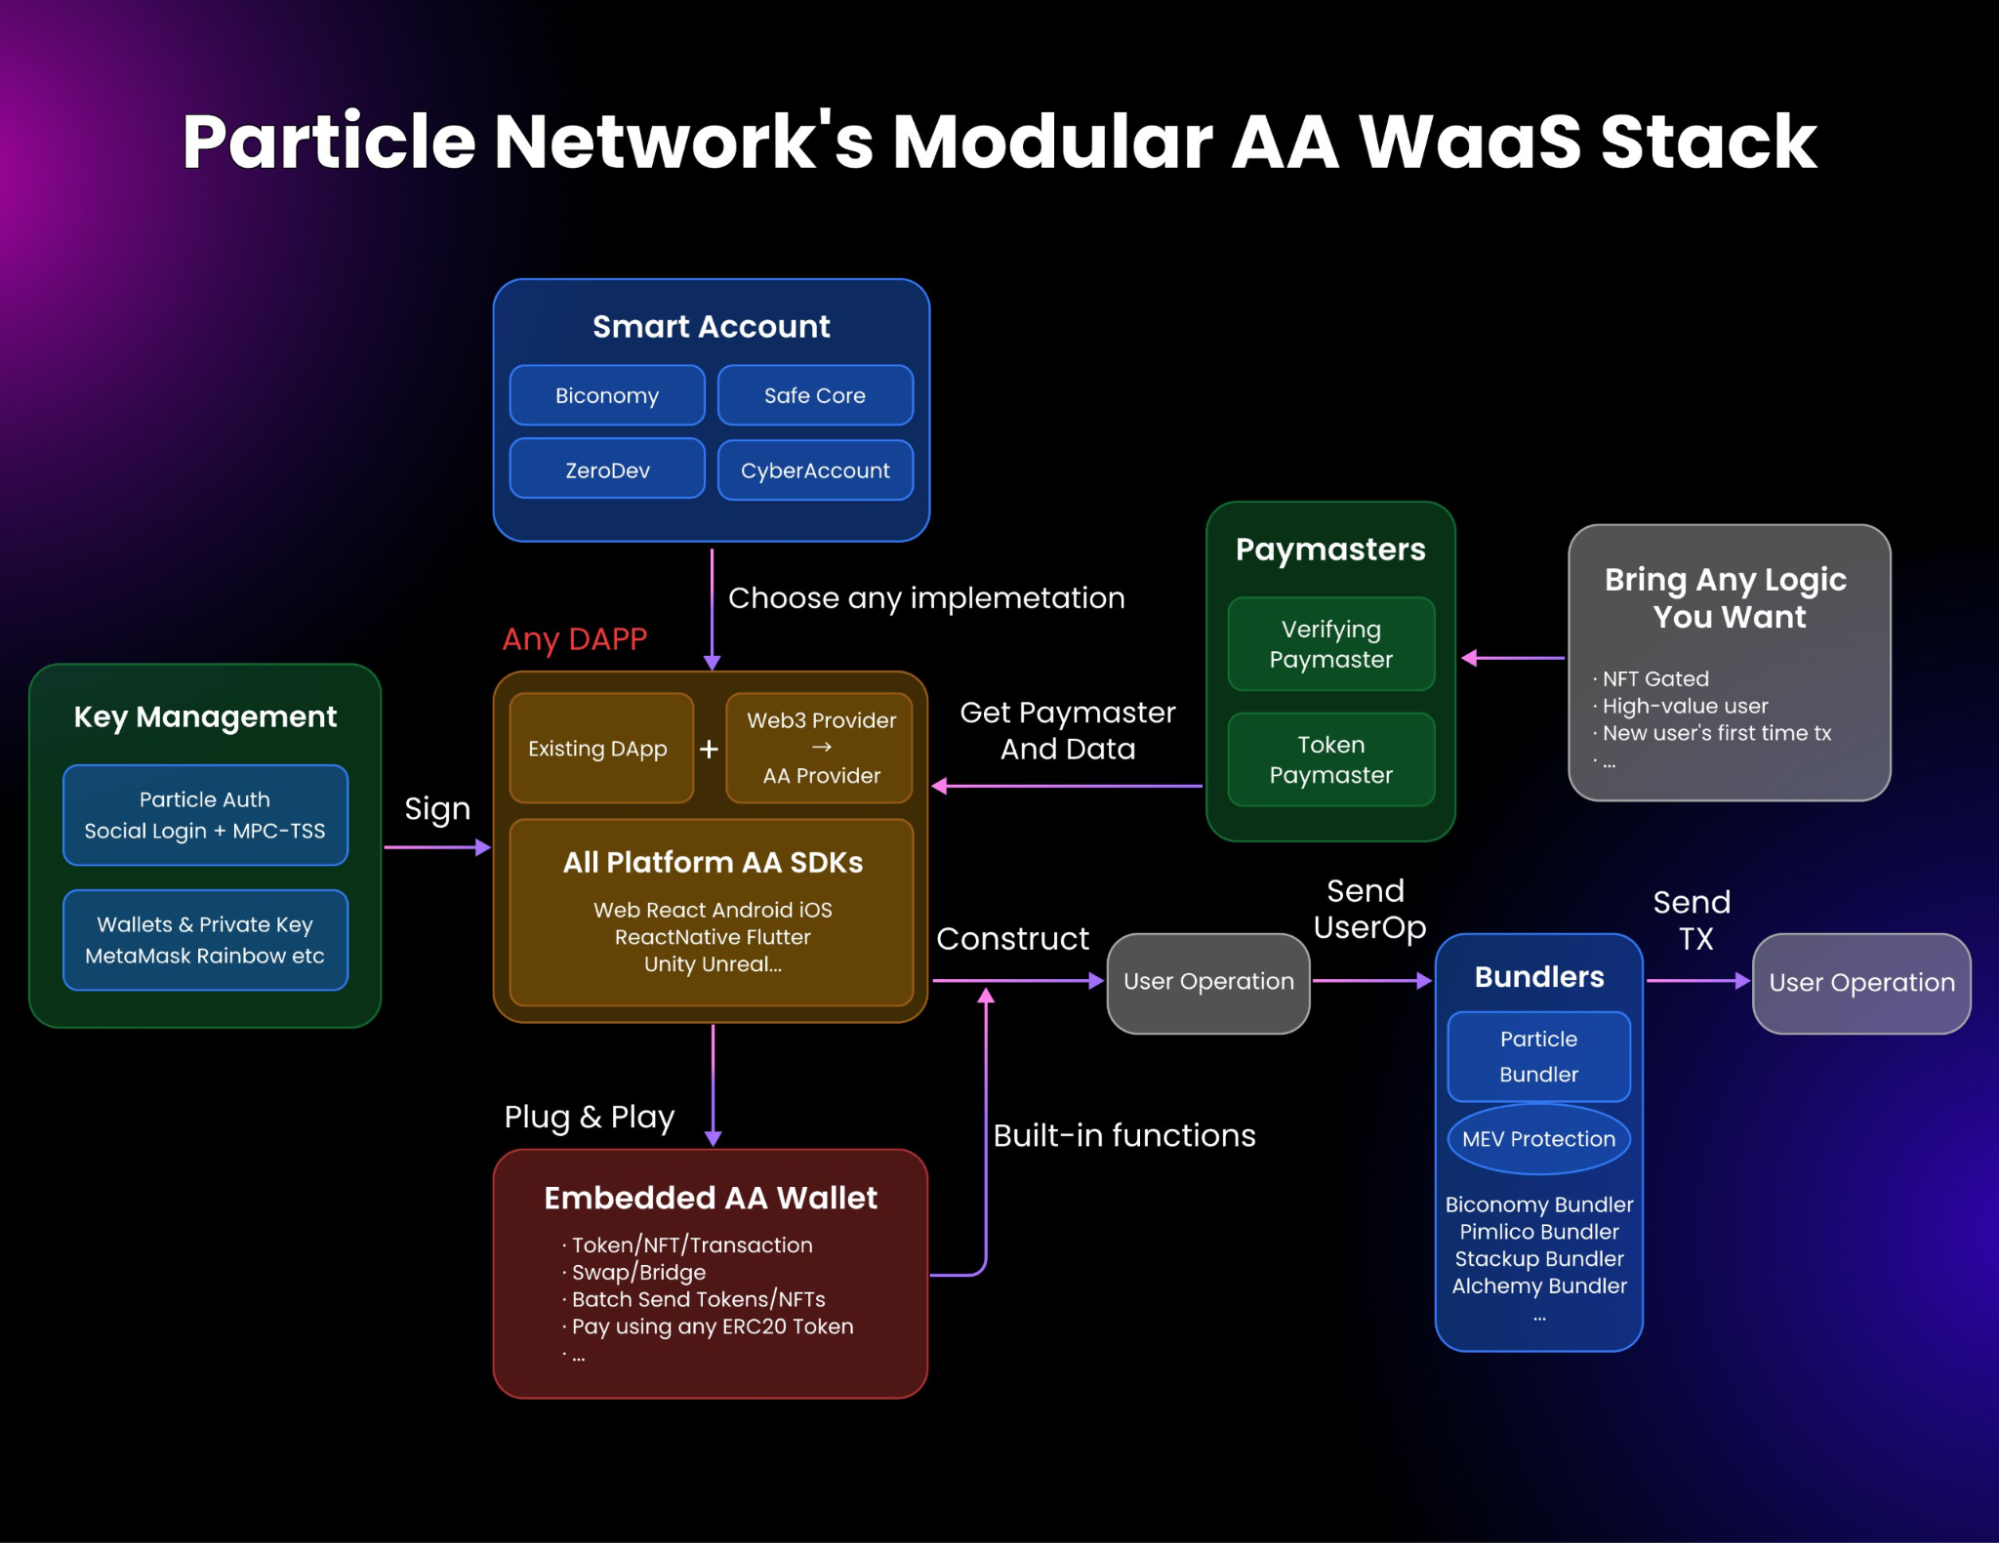 Particle Network's Modular AA WaaS Stack
Smart Account
Biconomy
Safe Core
ZeroDev
CyberAccount
Choose any implemetation
Any DAPP
Key Management
Particle Auth
Social Login + MPC-TSS
Wallets & Private Key
MetaMask Rainbow etc
Sign
Existing DApp
+
Web3 Provider
→
AA Provider
All Platform AA SDKs
Web React Android iOS
ReactNative Flutter
Unity Unreal...
Get Paymaster
And Data
Paymasters
Verifying
Paymaster
Token
Paymaster
Bring Any Logic
You Want
· NFT Gated
· High-value user
· New user's first time tx
· ...
Construct
User Operation
Send
UserOp
Bundlers
Particle
Bundler
MEV Protection
Biconomy Bundler
Pimlico Bundler
Stackup Bundler
Alchemy Bundler
...
Send
TX
User Operation
Plug & Play
Built-in functions
Embedded AA Wallet
· Token/NFT/Transaction
· Swap/Bridge
· Batch Send Tokens/NFTs
· Pay using any ERC20 Token
· ...